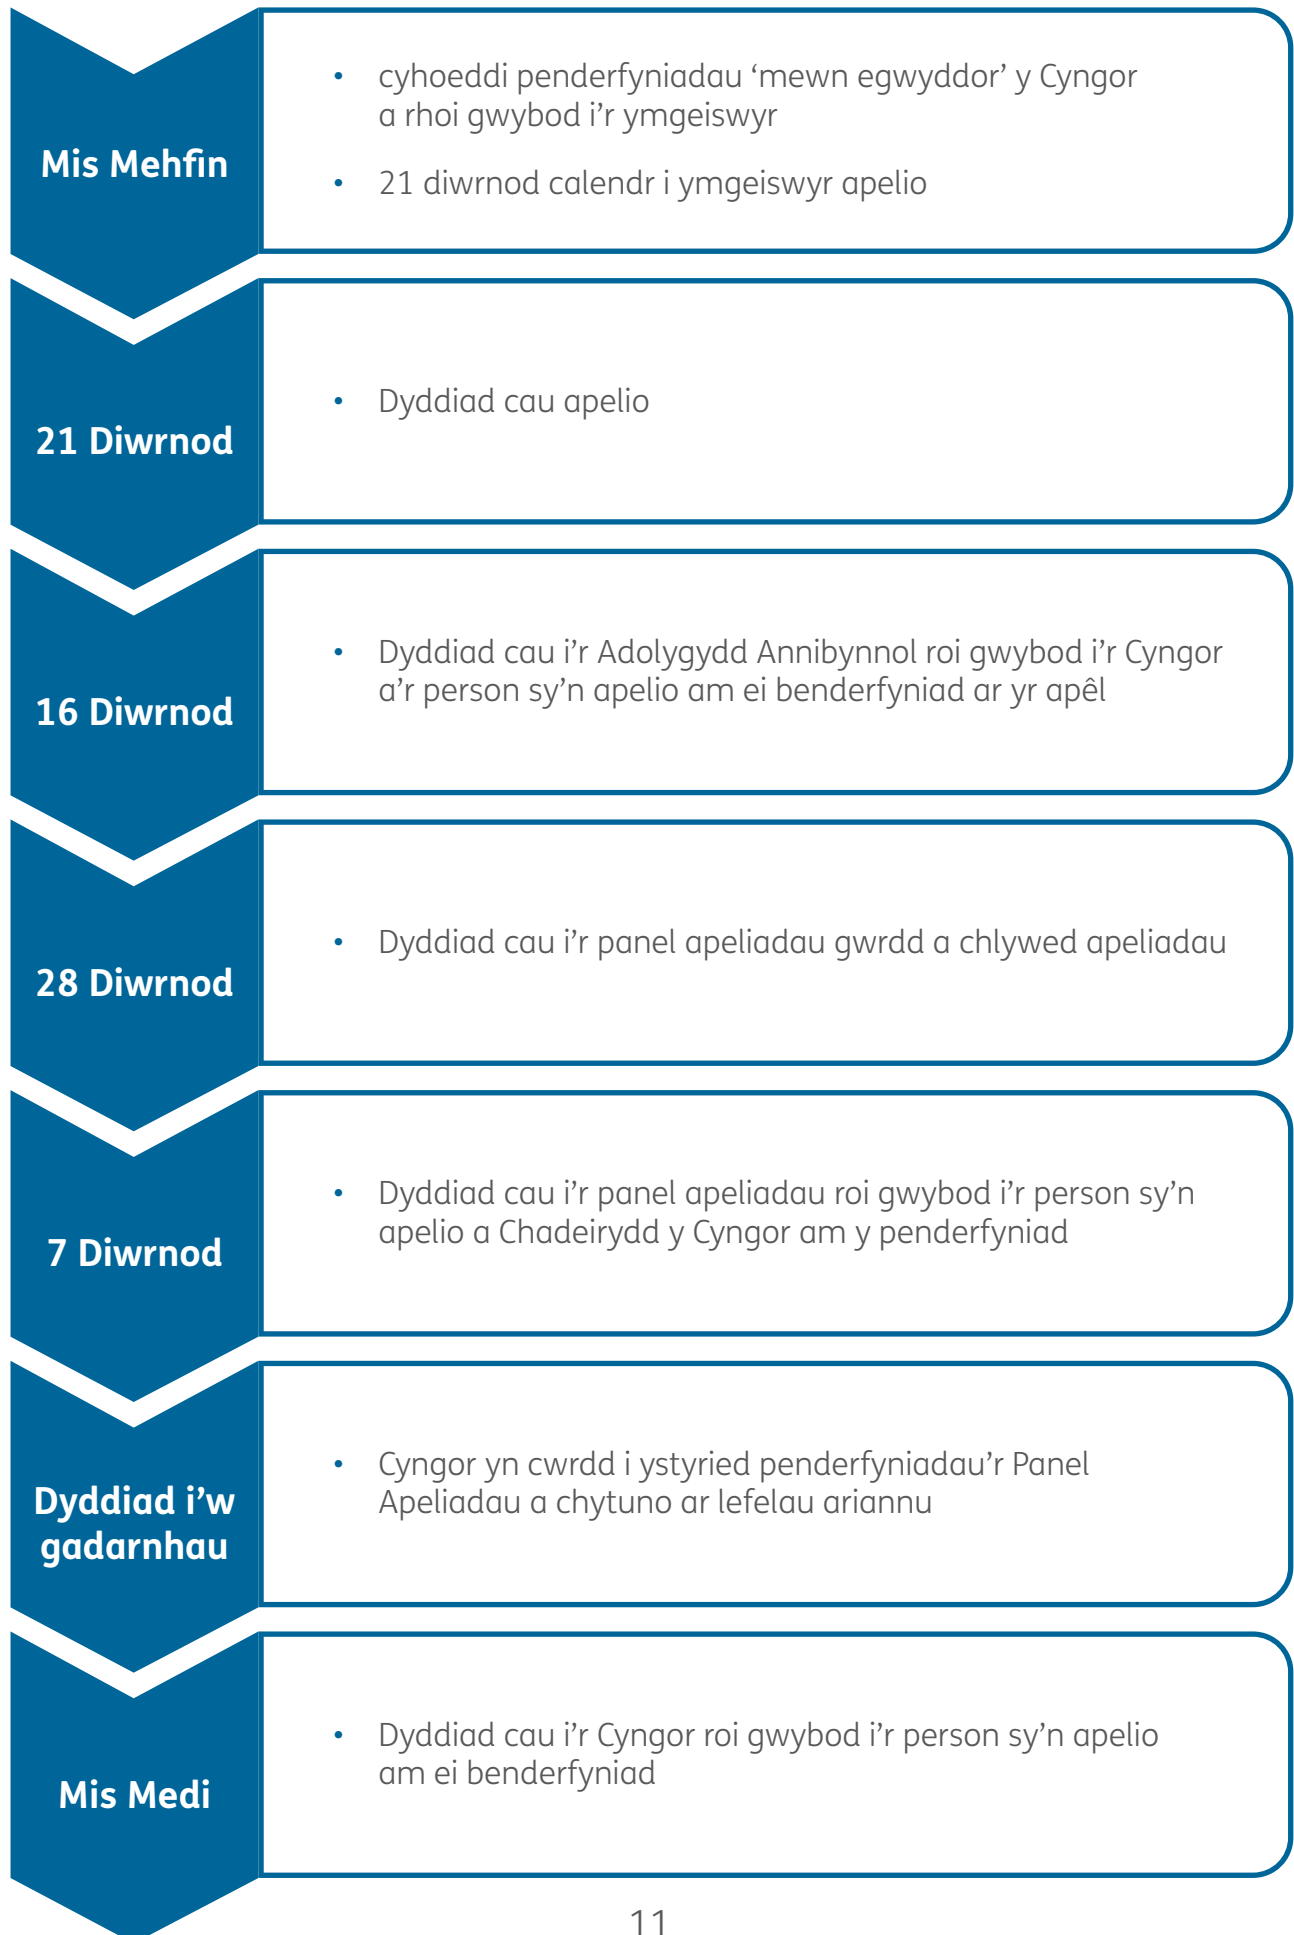 Mis Mehfin
• cyhoeddi penderfyniadau ‘mewn egwyddor’ y Cyngor
a rhoi gwybod i’r ymgeiswyr
• 21 diwrnod calendr i ymgeiswyr apelio
21 Diwrnod
• Dyddiad cau apelio
16 Diwrnod
• Dyddiad cau i’r Adolygydd Annibynnol roi gwybod i’r Cyngor
a’r person sy’n apelio am ei benderfyniad ar yr apêl
28 Diwrnod
• Dyddiad cau i’r panel apeliadau gwrdd a chlywed apeliadau
7 Diwrnod
• Dyddiad cau i’r panel apeliadau roi gwybod i’r person sy’n
apelio a Chadeirydd y Cyngor am y penderfyniad
Dyddiad i’w
gadarnhau
• Cyngor yn cwrdd i ystyried penderfyniadau’r Panel
Apeliadau a chytuno ar lefelau ariannu
Mis Medi
• Dyddiad cau i’r Cyngor roi gwybod i’r person sy’n apelio
am ei benderfyniad
11